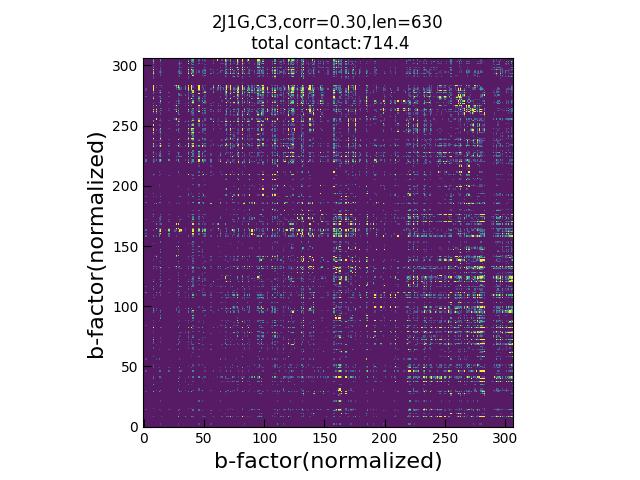 2J1G,C3,corr=0.30,len=630
total contact:714.4
b-factor(normalized)
300
250
200
150
100
50
0
0 50 100 150 200 250 300
b-factor(normalized)